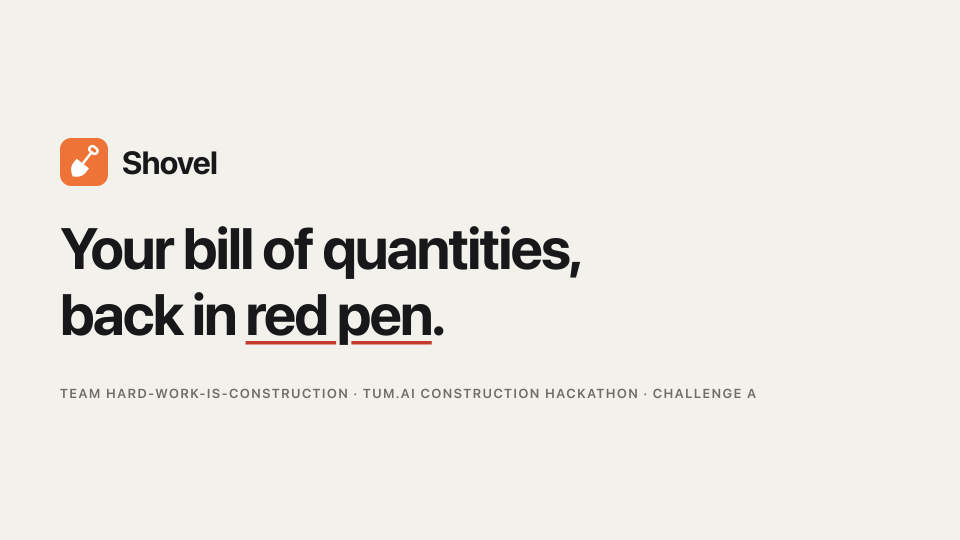 Shovel
Your bill of quantities,
back in red pen.
TEAM HARD-WORK-IS-CONSTRUCTION · TUM.AI CONSTRUCTION HACKATHON · CHALLENGE A